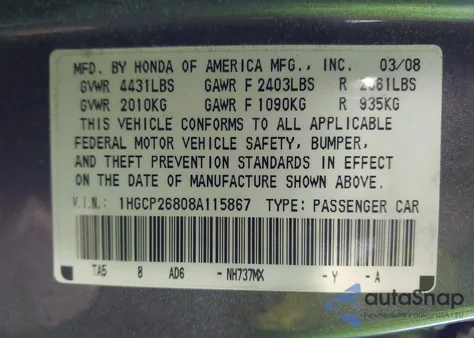 MFD. BY HONDA OF AMERICA MFG., INC. 03/08
GVWR 4431LBS GAWR F 2403LBS R 2061LBS
GVWR 2010KG GAWR F 1090KG R 935KG
THIS VEHICLE CONFORMS TO ALL APPLICABLE
FEDERAL MOTOR VEHICLE SAFETY, BUMPER,
AND THEFT PREVENTION STANDARDS IN EFFECT
ON THE DATE OF MANUFACTURE SHOWN ABOVE.
V.I.N.: 1HGCP26808A115867 TYPE: PASSENGER CAR
TA5 8 AD6 -NH737MX -Y -A
autoSnap